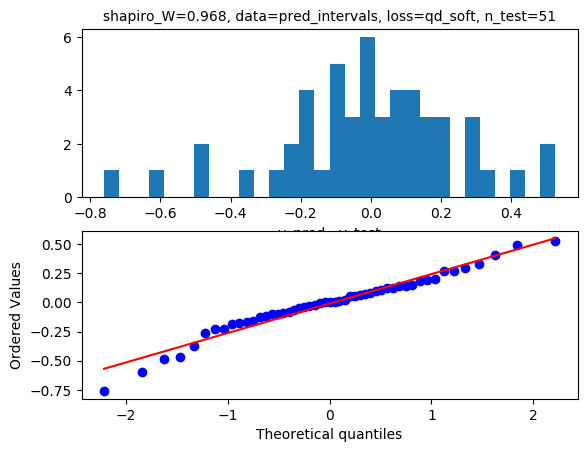 shapiro_W=0.968, data=pred_intervals, loss=qd_soft, n_test=51
6
4
2
0
−0.8 −0.6 −0.4 −0.2 0.0 0.2 0.4
0.50
0.25
0.00
−0.25
−0.50
−0.75
Ordered Values
−2 −1 0 1 2
Theoretical quantiles